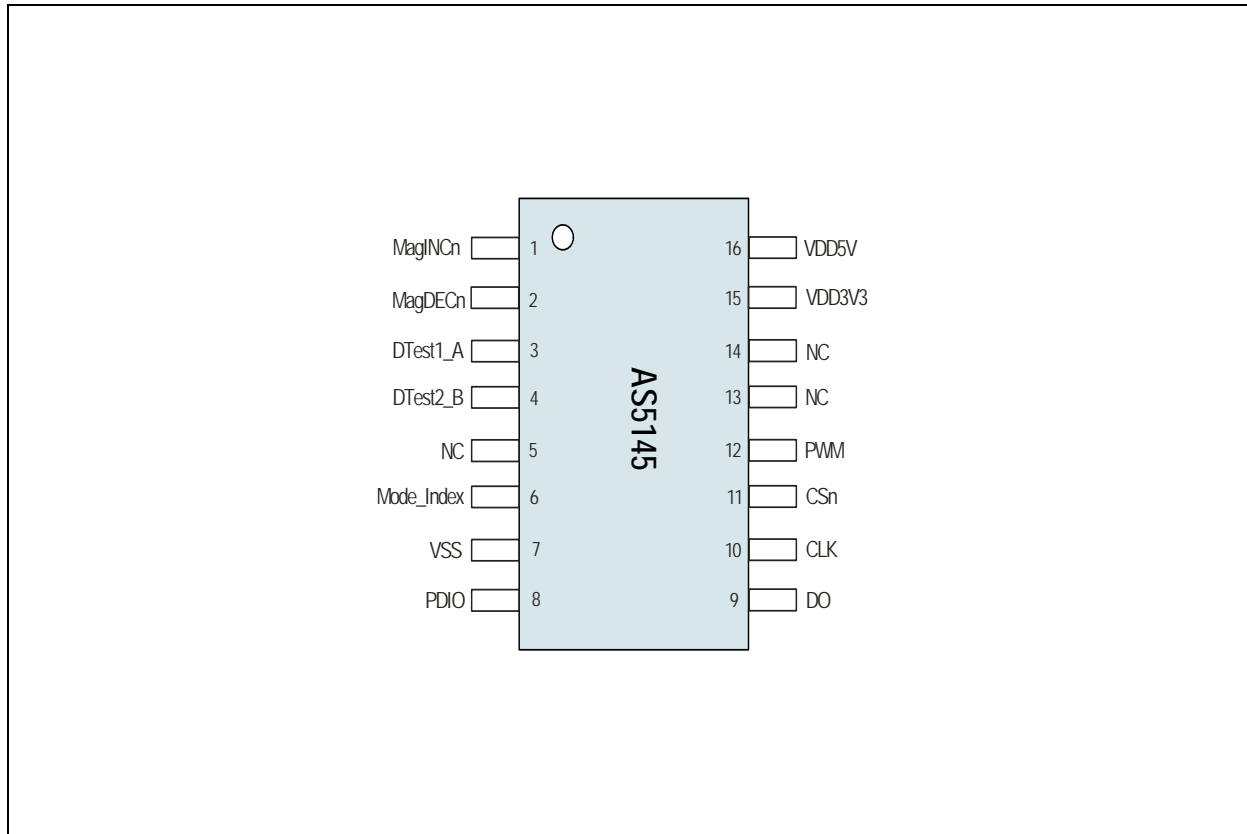 MagINCn 1 16 VDD5V
MagDECn 2 15 VDD3V3
DTest1_A 3 14 NC
DTest2_B 4 13 NC
AS5145
NC 5 12 PWM
Mode_Index 6 11 CSn
VSS 7 10 CLK
PDIO 8 9 DO